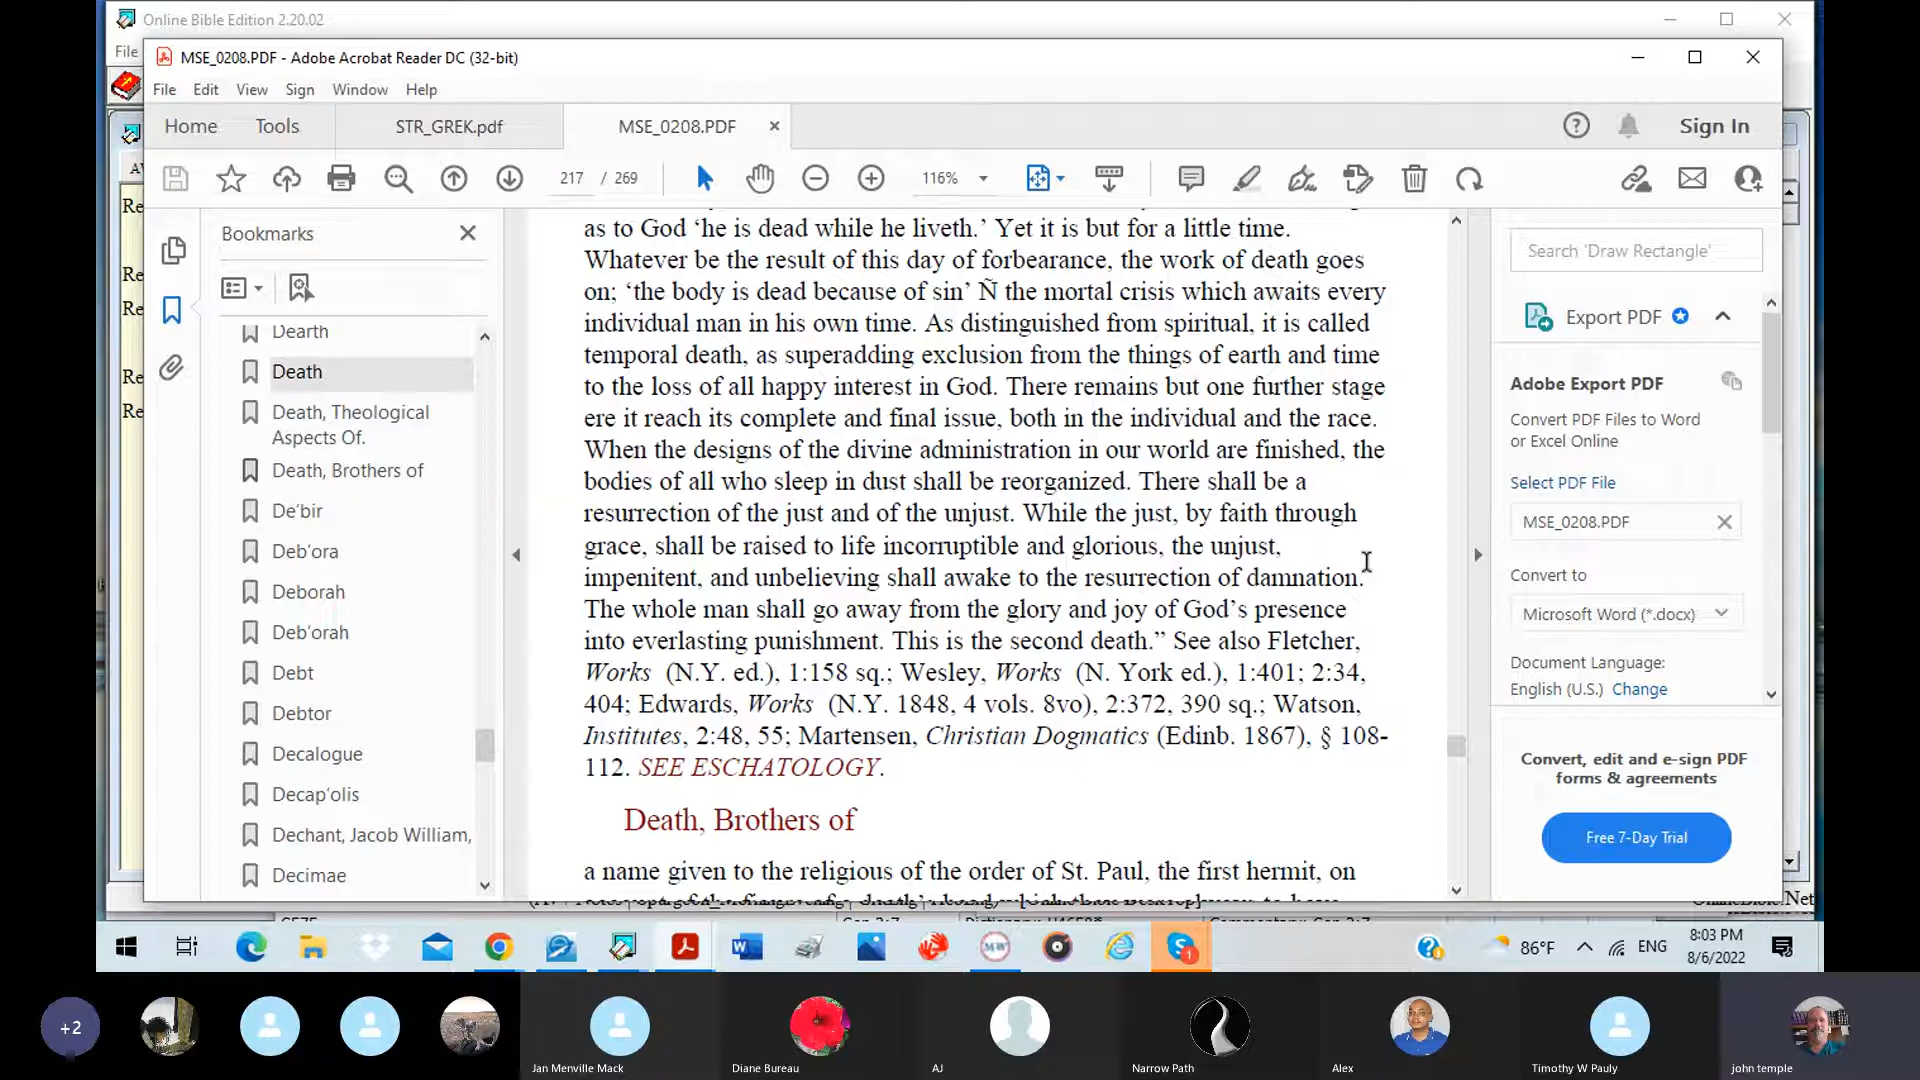 Online Bible Edition 2.20.02
File
MSE_0208.PDF - Adobe Acrobat Reader DC (32-bit)
File Edit View Sign Window Help
Home Tools STR_GREK.pdf MSE_0208.PDF Sign In
217 / 269 116%
Bookmarks
Dearth
Death
Death, Theological
Aspects Of.
Death, Brothers of
De'bir
Deb'ora
Deborah
Deb'orah
Debt
Debtor
Decalogue
Decap'olis
Dechant, Jacob William,
Decimae
as to God ‘he is dead while he liveth.’ Yet it is but for a little time.
Whatever be the result of this day of forbearance, the work of death goes
on; ‘the body is dead because of sin’ Ñ the mortal crisis which awaits every
individual man in his own time. As distinguished from spiritual, it is called
temporal death, as superadding exclusion from the things of earth and time
to the loss of all happy interest in God. There remains but one further stage
ere it reach its complete and final issue, both in the individual and the race.
When the designs of the divine administration in our world are finished, the
bodies of all who sleep in dust shall be reorganized. There shall be a
resurrection of the just and of the unjust. While the just, by faith through
grace, shall be raised to life incorruptible and glorious, the unjust,
impenitent, and unbelieving shall awake to the resurrection of damnation.
The whole man shall go away from the glory and joy of God’s presence
into everlasting punishment. This is the second death.” See also Fletcher,
Works (N.Y. ed.), 1:158 sq.; Wesley, Works (N. York ed.), 1:401; 2:34,
404; Edwards, Works (N.Y. 1848, 4 vols. 8vo), 2:372, 390 sq.; Watson,
Institutes, 2:48, 55; Martensen, Christian Dogmatics (Edinb. 1867), § 108-
112. SEE ESCHATOLOGY.
Death, Brothers of
a name given to the religious of the order of St. Paul, the first hermit, on
Search 'Draw Rectangle'
Export PDF
Adobe Export PDF
Convert PDF Files to Word
or Excel Online
Select PDF File
MSE_0208.PDF
Convert to
Microsoft Word (*.docx)
Document Language:
English (U.S.) Change
Convert, edit and e-sign PDF
forms & agreements
Free 7-Day Trial
Re
Re
Re
Re
Re
86°F ENG
8:03 PM
8/6/2022
+2
Jan Menville Mack
Diane Bureau
AJ
Narrow Path
Alex
Timothy W Pauly
john temple